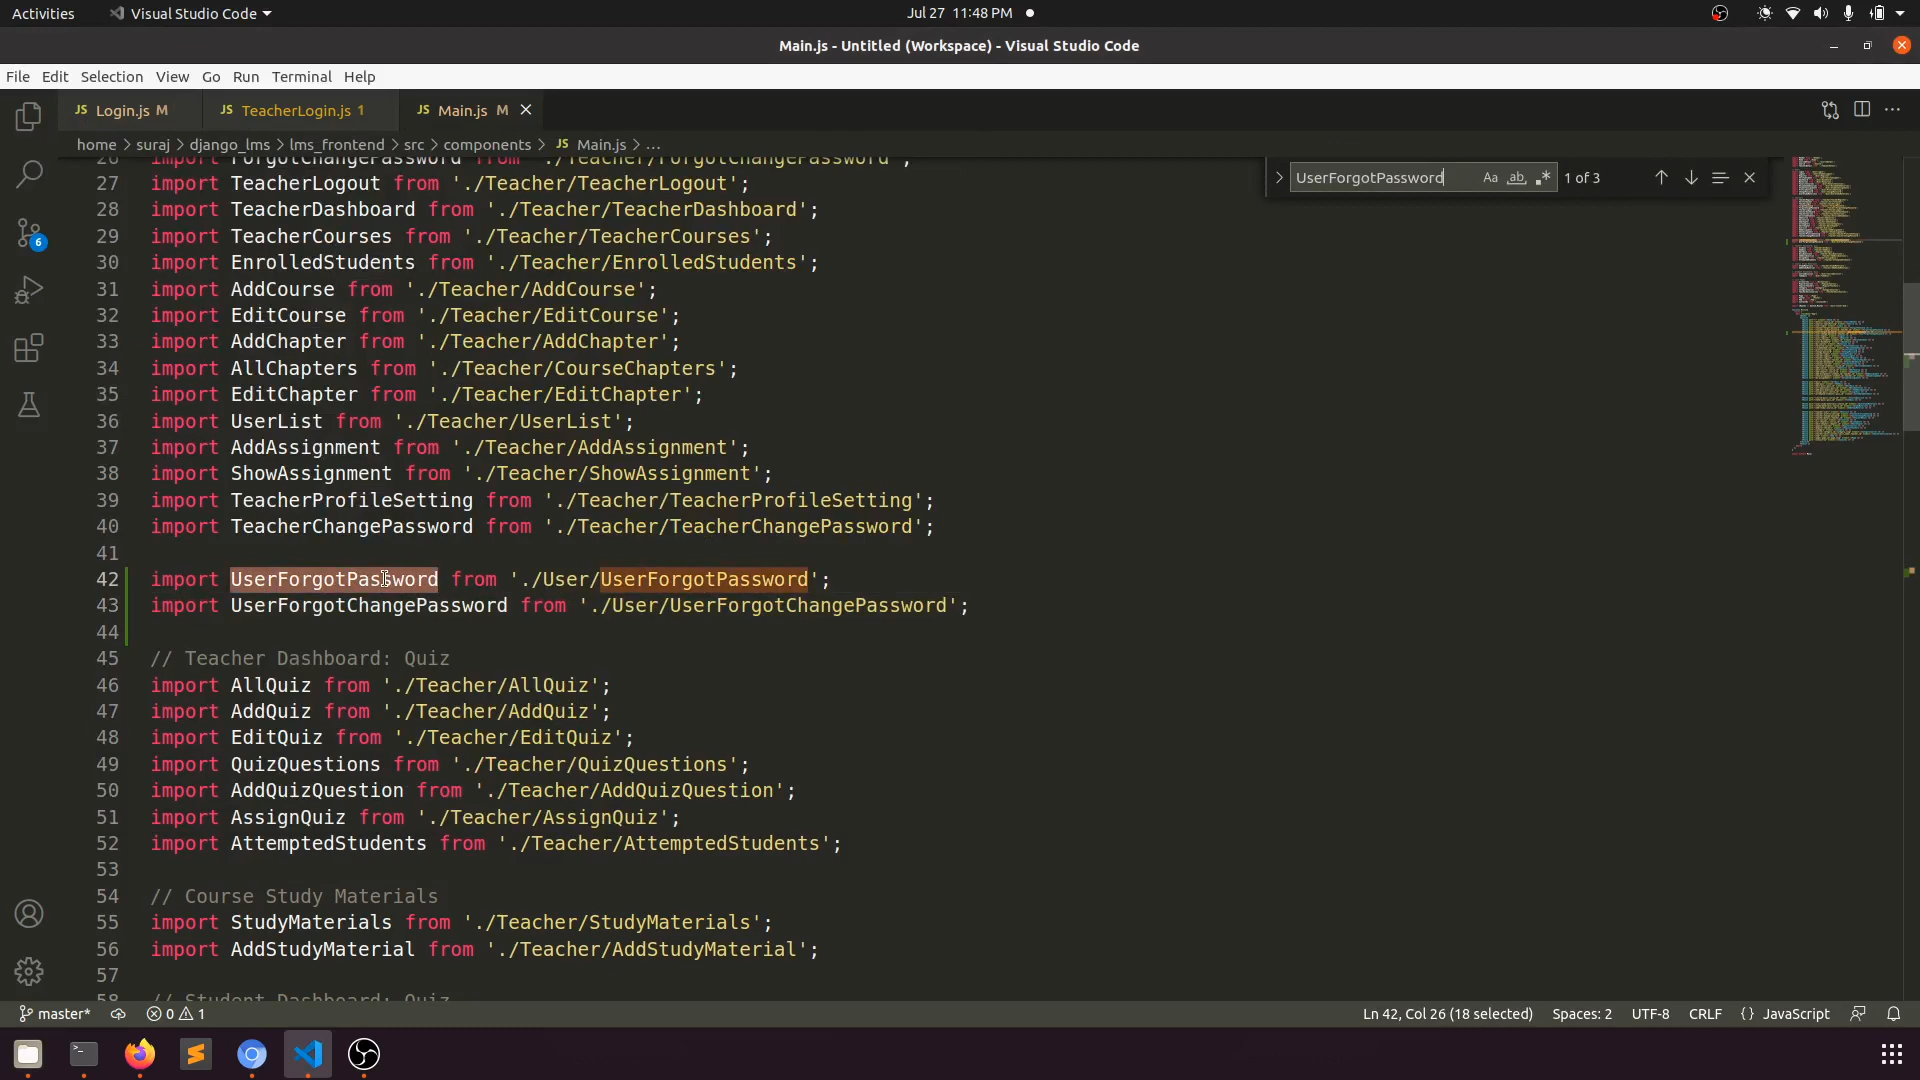 Activities Visual Studio Code Jul 27 11:48 PM
Main.js - Untitled (Workspace) - Visual Studio Code
File Edit Selection View Go Run Terminal Help
JS Login.js M JS TeacherLogin.js 1 JS Main.js M
home > suraj > django_lms > lms_frontend > src > components > JS Main.js > ...
UserForgotPassword Aa ab 1 of 3
26 import ForgotChangePassword from './Teacher/ForgotChangePassword';
27 import TeacherLogout from './Teacher/TeacherLogout';
28 import TeacherDashboard from './Teacher/TeacherDashboard';
29 import TeacherCourses from './Teacher/TeacherCourses';
30 import EnrolledStudents from './Teacher/EnrolledStudents';
31 import AddCourse from './Teacher/AddCourse';
32 import EditCourse from './Teacher/EditCourse';
33 import AddChapter from './Teacher/AddChapter';
34 import AllChapters from './Teacher/CourseChapters';
35 import EditChapter from './Teacher/EditChapter';
36 import UserList from './Teacher/UserList';
37 import AddAssignment from './Teacher/AddAssignment';
38 import ShowAssignment from './Teacher/ShowAssignment';
39 import TeacherProfileSetting from './Teacher/TeacherProfileSetting';
40 import TeacherChangePassword from './Teacher/TeacherChangePassword';
41
42 import UserForgotPassword from './User/UserForgotPassword';
43 import UserForgotChangePassword from './User/UserForgotChangePassword';
44
45 // Teacher Dashboard: Quiz
46 import AllQuiz from './Teacher/AllQuiz';
47 import AddQuiz from './Teacher/AddQuiz';
48 import EditQuiz from './Teacher/EditQuiz';
49 import QuizQuestions from './Teacher/QuizQuestions';
50 import AddQuizQuestion from './Teacher/AddQuizQuestion';
51 import AssignQuiz from './Teacher/AssignQuiz';
52 import AttemptedStudents from './Teacher/AttemptedStudents';
53
54 // Course Study Materials
55 import StudyMaterials from './Teacher/StudyMaterials';
56 import AddStudyMaterial from './Teacher/AddStudyMaterial';
57
58 // Student Dashboard: Quiz
6
master* 0 1 Ln 42, Col 26 (18 selected) Spaces: 2 UTF-8 CRLF {} JavaScript